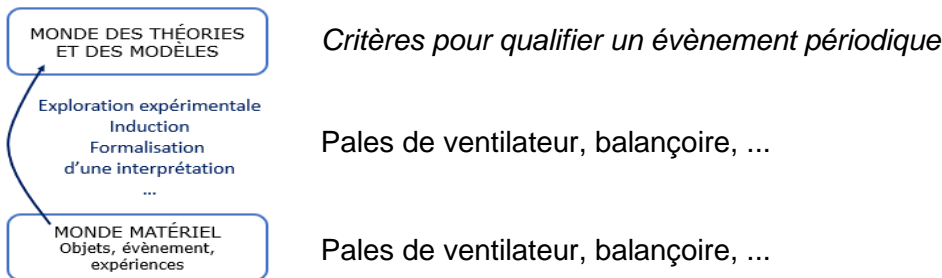 MONDE DES THÉORIES
ET DES MODÈLES
Critères pour qualifier un évènement périodique
Exploration expérimentale
Induction
Formalisation
d'une interprétation
...
Pales de ventilateur, balançoire, ...
MONDE MATÉRIEL
Objets, évènement,
expériences
Pales de ventilateur, balançoire, ...